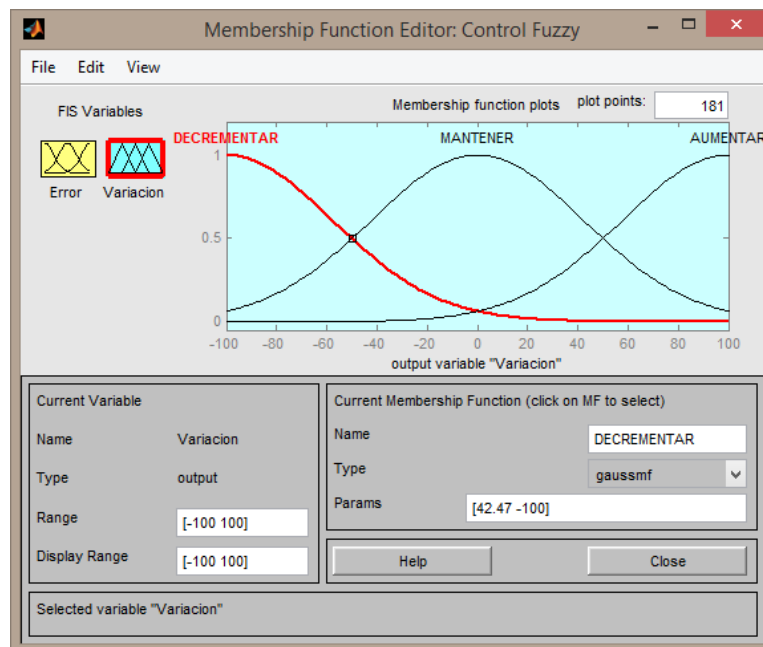 Membership Function Editor: Control Fuzzy
File Edit View
FIS Variables
Membership function plots plot points: 181
DECREMENTAR MANTENER AUMENTAR
Error Variacion
1
0.5
0
-100 -80 -60 -40 -20 0 20 40 60 80 100
output variable "Variacion"
Current Variable
Name Variacion
Type output
Range [-100 100]
Display Range [-100 100]
Current Membership Function (click on MF to select)
Name DECREMENTAR
Type gaussmf
Params [42.47 -100]
Help Close
Selected variable "Variacion"